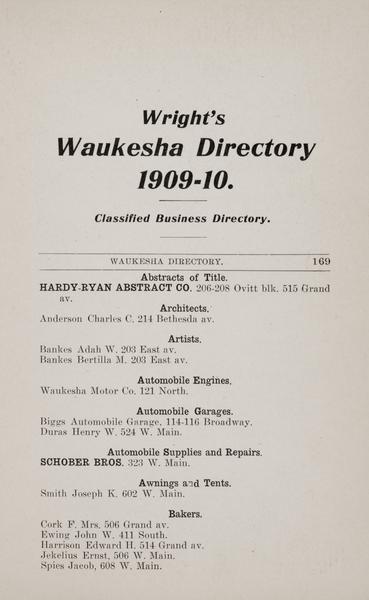 Wright's
Waukesha Directory
1909-10.
Classified Business Directory.
WAUKESHA DIRECTORY. 169
Abstracts of Title.
HARDY-RYAN ABSTRACT CO. 206-208 Ovitt blk. 515 Grand
av.
Architects.
Anderson Charles C. 214 Bethesda av.
Artists.
Bankes Adah W. 203 East av.
Bankes Bertilla M. 203 East av.
Automobile Engines.
Waukesha Motor Co. 121 North.
Automobile Garages.
Biggs Automobile Garage, 114-116 Broadway.
Duras Henry W. 524 W. Main.
Automobile Supplies and Repairs.
SCHOBER BROS. 323 W. Main.
Awnings and Tents.
Smith Joseph K. 602 W. Main.
Bakers.
Cork F. Mrs. 506 Grand av.
Ewing John W. 411 South.
Harrison Edward H. 514 Grand av.
Jekelius Ernst, 506 W. Main.
Spies Jacob, 608 W. Main.